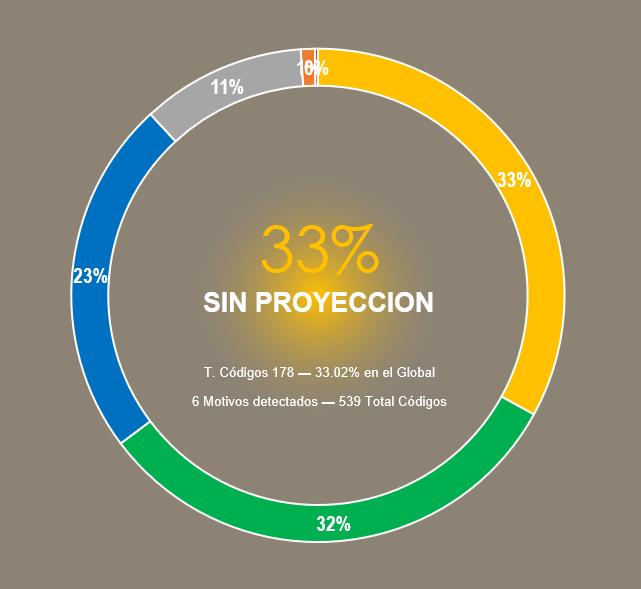 11%
33%
23%
33%
SIN PROYECCION
T. Códigos 178 — 33.02% en el Global
6 Motivos detectados — 539 Total Códigos
32%